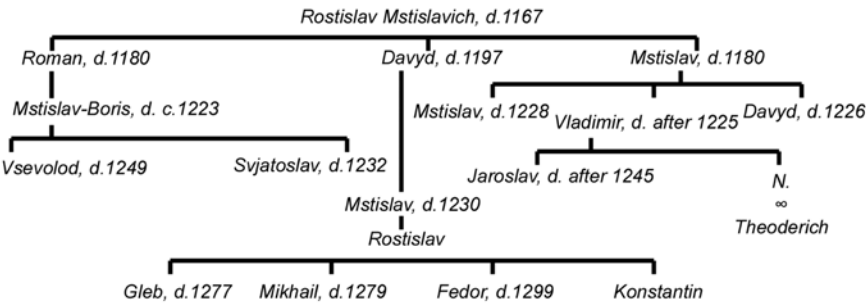 Rostislav Mstislavich, d.1167
Roman, d.1180 Davyd, d.1197 Mstislav, d.1180
Mstislav-Boris, d. c.1223 Mstislav, d.1228 Vladimir, d. after 1225 Davyd, d.1226
Vsevolod, d.1249 Svjatoslav, d.1232 Jaroslav, d. after 1245 N.
∞
Mstislav, d.1230 Theoderich
Rostislav
Gleb, d.1277 Mikhail, d.1279 Fedor, d.1299 Konstantin